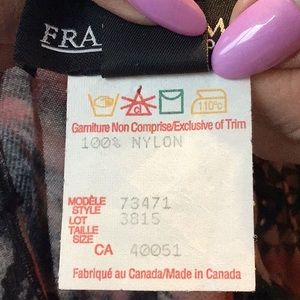 FRA
110°C
Garniture Non Comprise/Exclusive of Trim
100% NYLON
MODÈLE
STYLE 73471
LOT 3815
TAILLE
SIZE
CA 40051
Fabriqué au Canada/Made in Canada